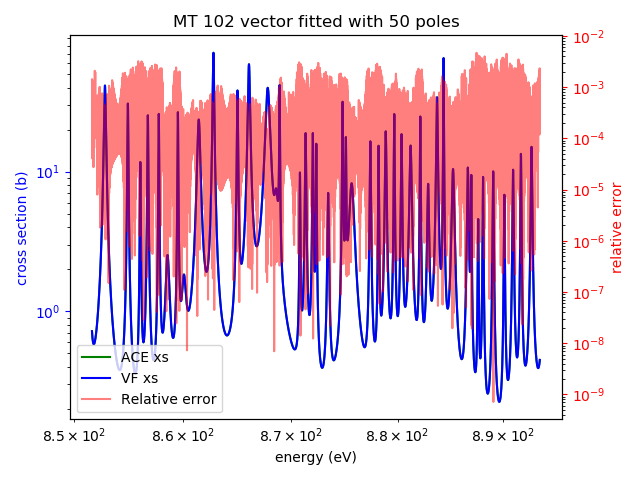 MT 102 vector fitted with 50 poles
cross section (b)
10¹
10⁰
10⁻²
10⁻³
10⁻⁴
10⁻⁵
10⁻⁶
10⁻⁷
10⁻⁸
10⁻⁹
relative error
ACE xs
VF xs
Relative error
8.5 × 10² 8.6 × 10² 8.7 × 10² 8.8 × 10² 8.9 × 10²
energy (eV)